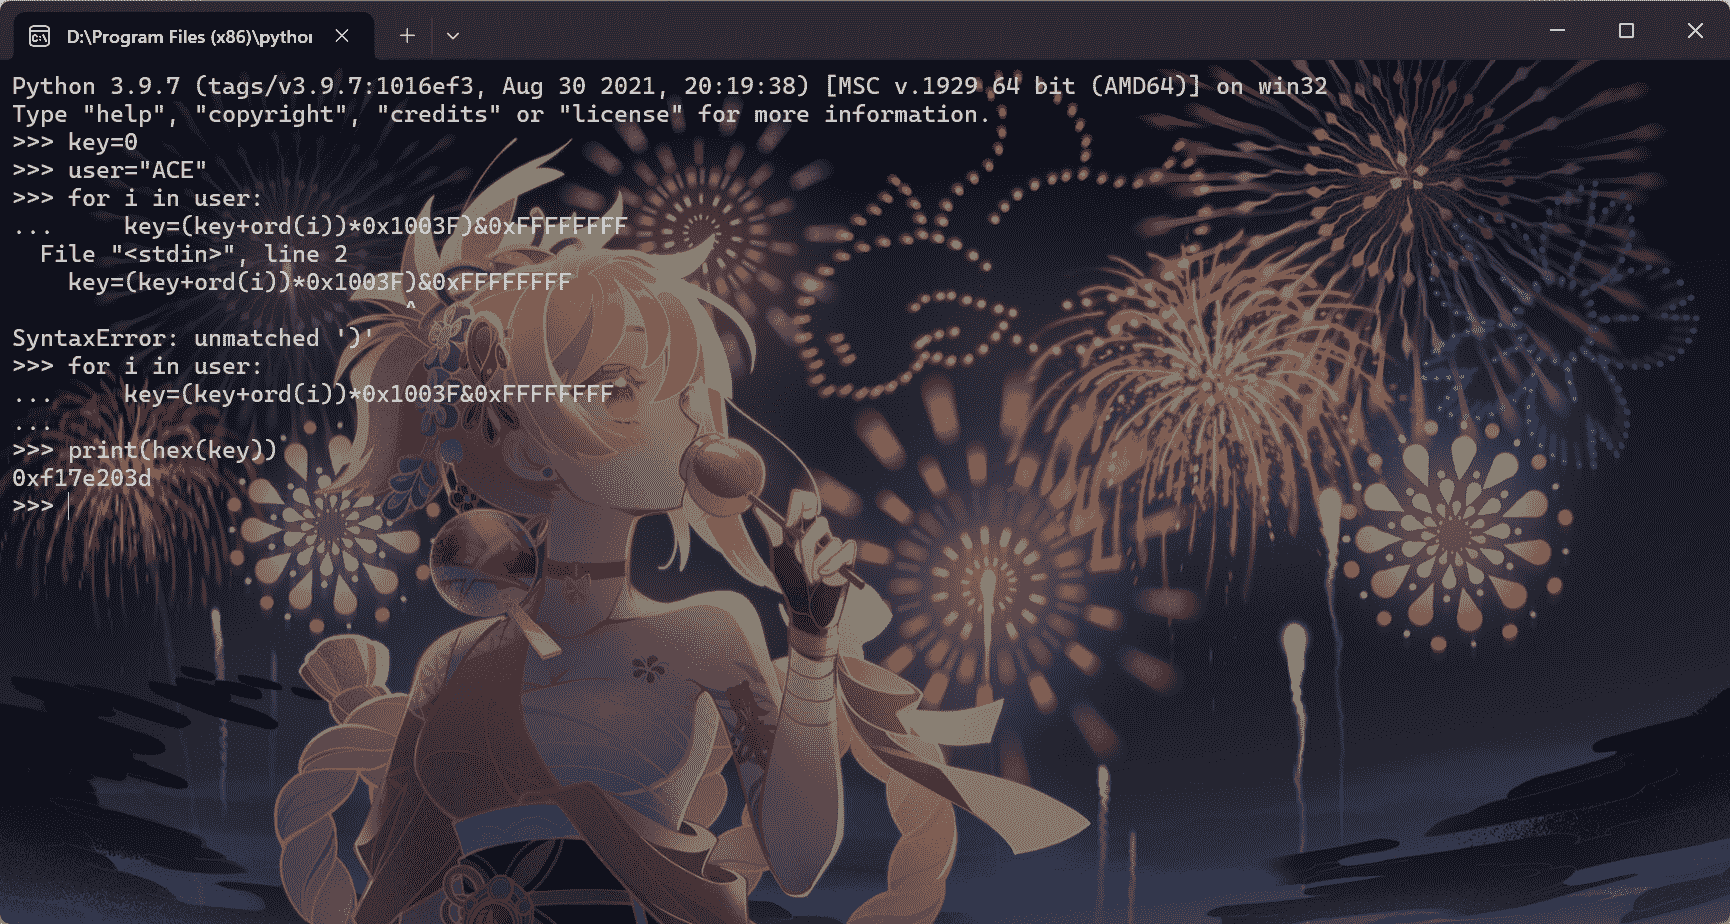 D:\Program Files (x86)\pythor
Python 3.9.7 (tags/v3.9.7:1016ef3, Aug 30 2021, 20:19:38) [MSC v.1929 64 bit (AMD64)] on win32
Type "help", "copyright", "credits" or "license" for more information.
>>> key=0
>>> user="ACE"
>>> for i in user:
...     key=(key+ord(i))*0x1003F)&0xFFFFFFFF
  File "<stdin>", line 2
    key=(key+ord(i))*0x1003F)&0xFFFFFFFF
                            ^
SyntaxError: unmatched ')'
>>> for i in user:
...     key=(key+ord(i))*0x1003F&0xFFFFFFFF
...
>>> print(hex(key))
0xf17e203d
>>>